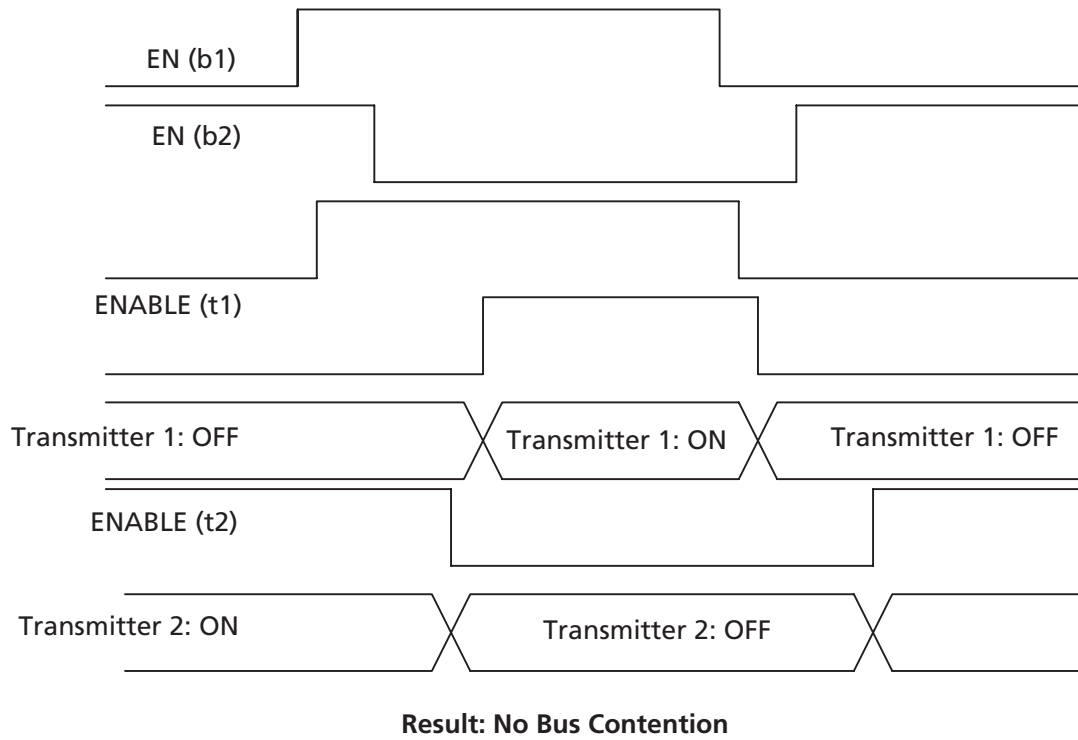 EN (b1)
EN (b2)
ENABLE (t1)
Transmitter 1: OFF
Transmitter 1: ON
Transmitter 1: OFF
ENABLE (t2)
Transmitter 2: ON
Transmitter 2: OFF
Result: No Bus Contention